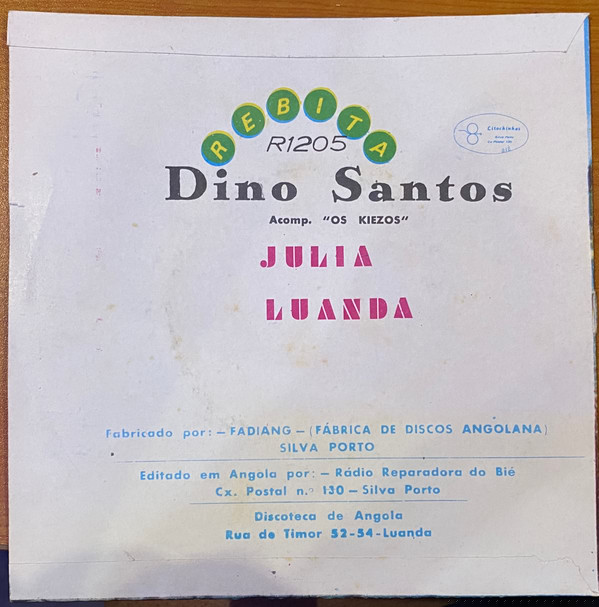 REBITA
R1205
Citockinkas
Dino Santos
Acomp. "OS KIEZOS"
JULIA
LUANDA
Fabricado por: — FADIANG — (FÁBRICA DE DISCOS ANGOLANA)
SILVA PORTO
Editado em Angola por: — Rádio Reparadora do Bié
Cx. Postal n.º 130 — Silva Porto
Discoteca de Angola
Rua de Timor 52-54-Luanda